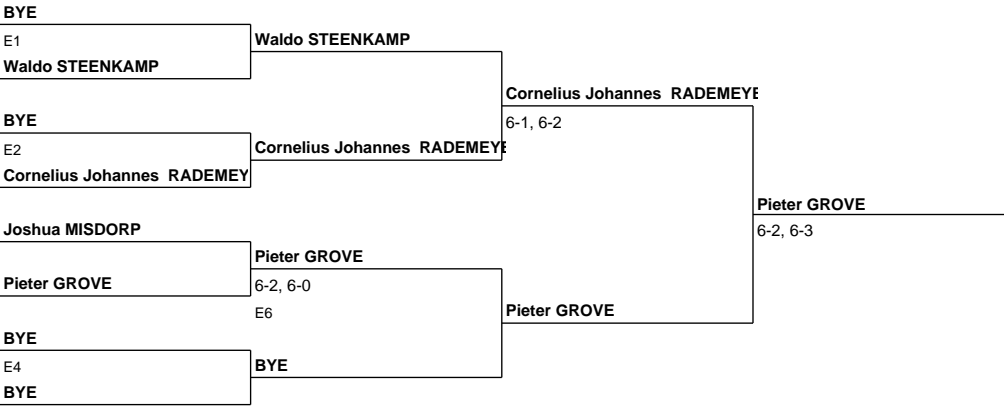 BYE
E1
Waldo STEENKAMP
BYE
E2
Cornelius Johannes RADEMEY
Joshua MISDORP
Pieter GROVE
BYE
E4
BYE
Waldo STEENKAMP
Cornelius Johannes RADEMEYE
Pieter GROVE
6-2, 6-0
E6
BYE
Cornelius Johannes RADEMEYE
6-1, 6-2
Pieter GROVE
Pieter GROVE
6-2, 6-3